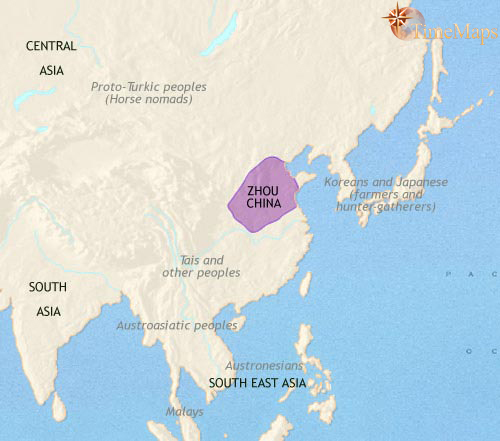 TimeMaps
CENTRAL
ASIA
Proto-Turkic peoples
(Horse nomads)
ZHOU
CHINA
Koreans and Japanese
(farmers and
hunter-gatherers)
Tais and
other peoples
SOUTH
ASIA
P A C
O C
Austroasiatic peoples
Austronesians
SOUTH EAST ASIA
Malays